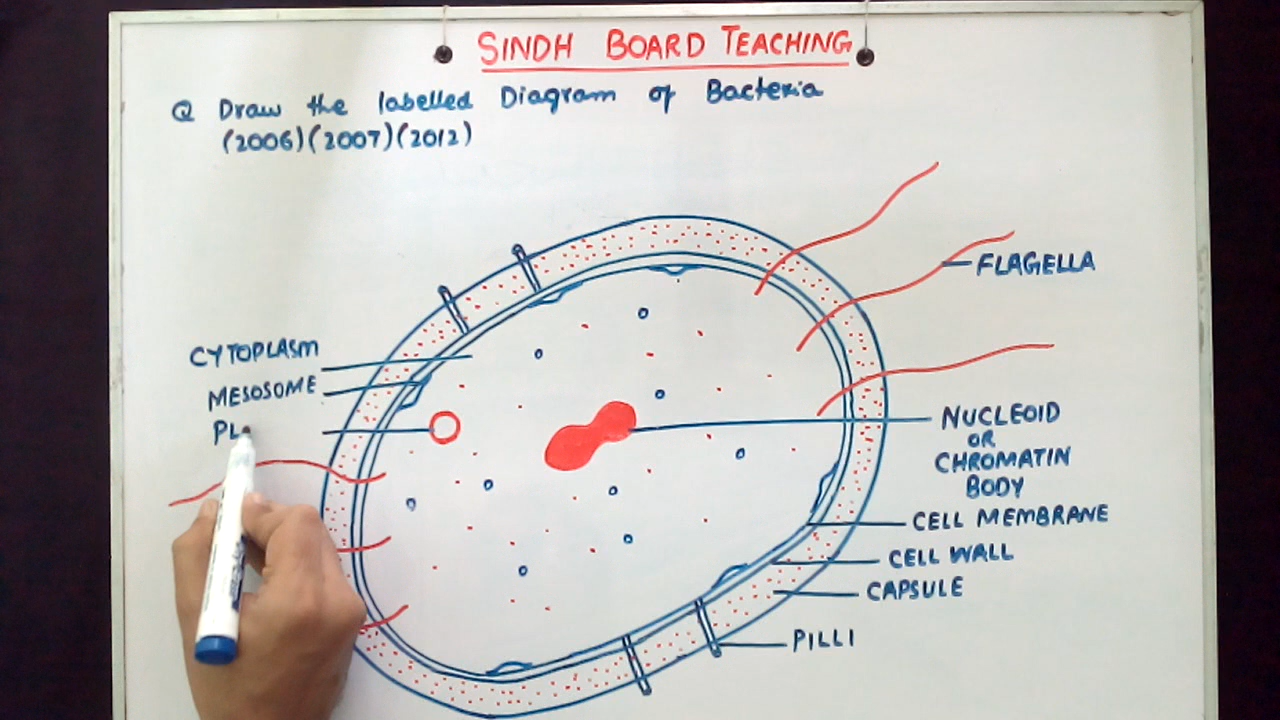 SINDH BOARD TEACHING
Q Draw the labelled Diagram of Bacteria
(2006)(2007)(2012)
FLAGELLA
CYTOPLASM
MESOSOME
PL
NUCLEOID
OR
CHROMATIN
BODY
CELL MEMBRANE
CELL WALL
CAPSULE
PILLI